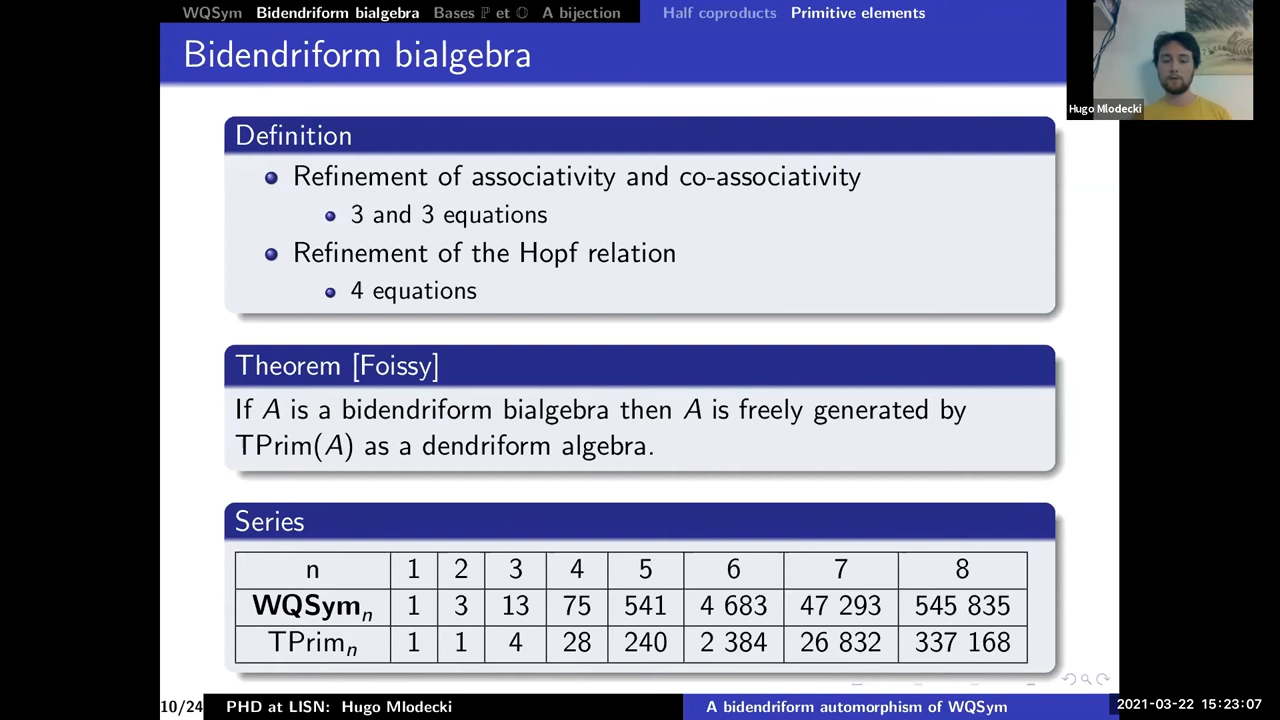 WQSym Bidendriform bialgebra Bases ℙ et 𝕆 A bijection Half coproducts Primitive elements
Bidendriform bialgebra
Hugo Mlodecki
Definition
Refinement of associativity and co-associativity
3 and 3 equations
Refinement of the Hopf relation
4 equations
Theorem [Foissy]
If A is a bidendriform bialgebra then A is freely generated by
TPrim(A) as a dendriform algebra.
Series
n 1 2 3 4 5 6 7 8
WQSymₙ 1 3 13 75 541 4 683 47 293 545 835
TPrimₙ 1 1 4 28 240 2 384 26 832 337 168
10/24 PHD at LISN: Hugo Mlodecki A bidendriform automorphism of WQSym 2021-03-22 15:23:07